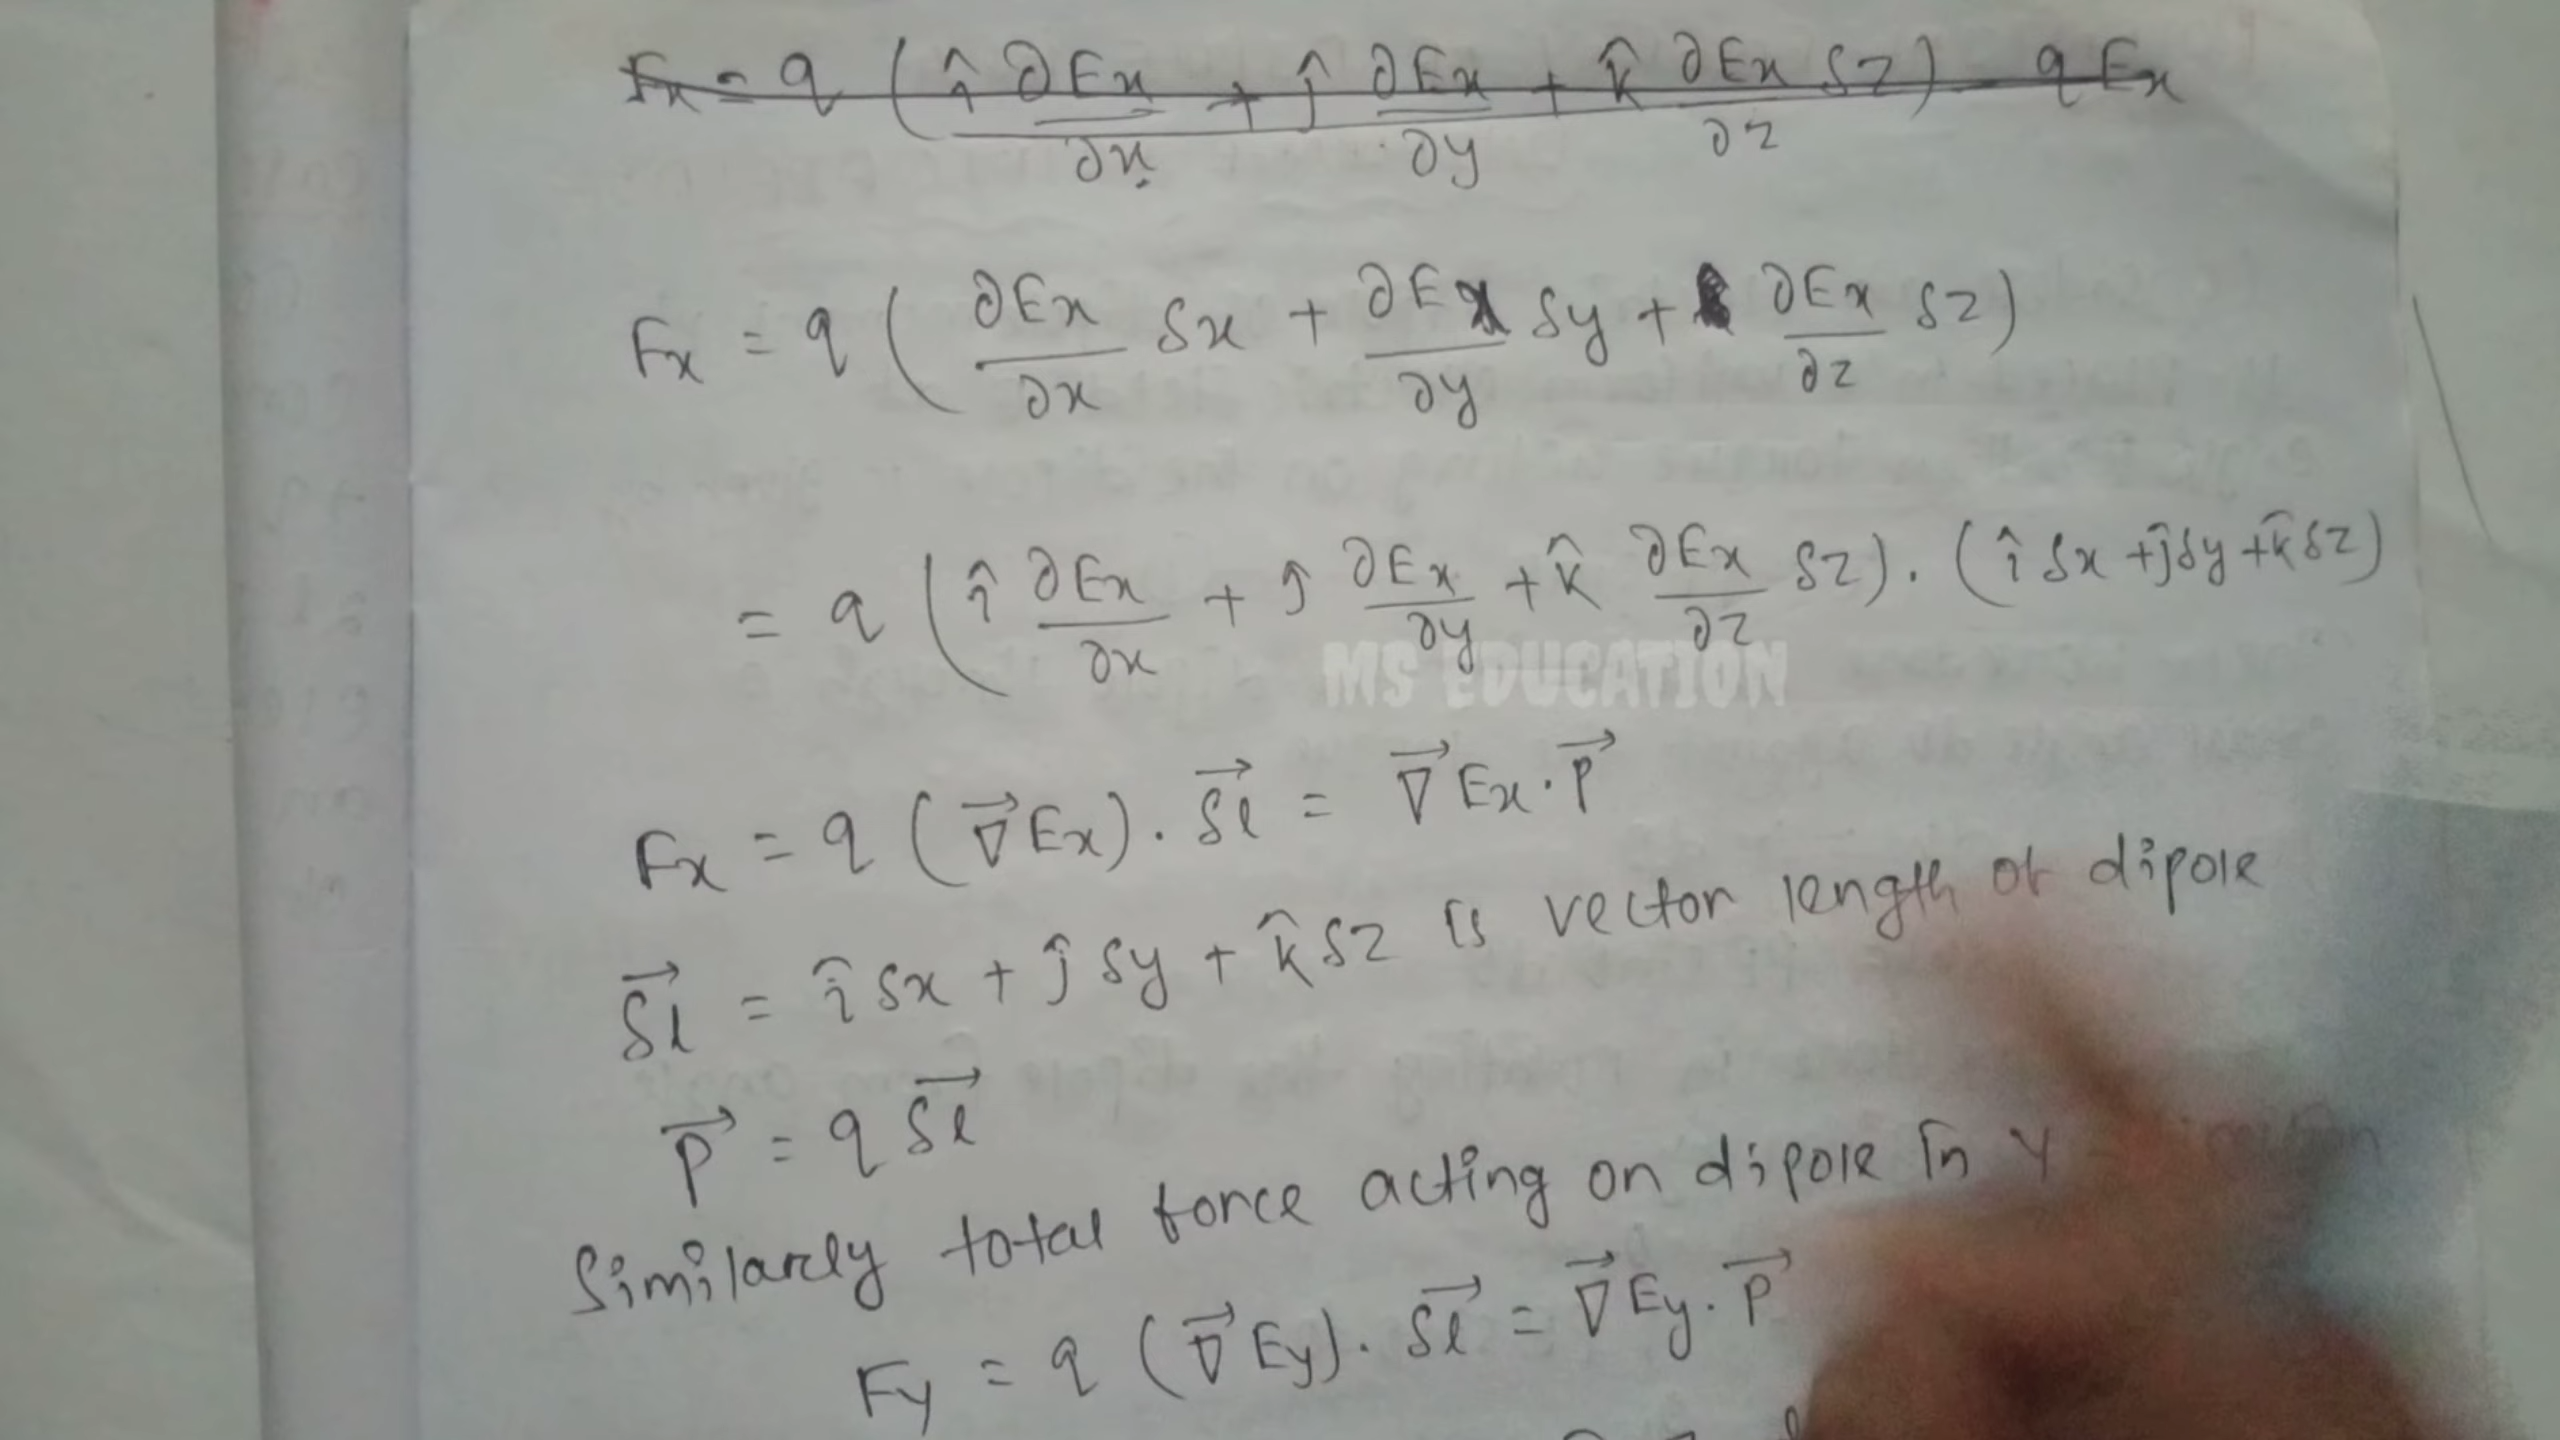 Fx = q (î ∂Ex/∂x + ĵ ∂Ex/∂y + k̂ ∂Ex/∂z δz) - qEx
Fx = q (∂Ex/∂x δx + ∂Ex/∂y δy + ∂Ex/∂z δz)
= q (î ∂Ex/∂x + ĵ ∂Ex/∂y + k̂ ∂Ex/∂z δz) . (î δx + ĵ δy + k̂ δz)
MS EDUCATION
Fx = q (∇⃗Ex) . δl⃗ = ∇⃗Ex . P⃗
δl⃗ = î δx + ĵ δy + k̂ δz is vector length of dipole
P⃗ = q δl⃗
Similarly total force acting on dipole in Y
Fy = q (∇⃗Ey) . δl⃗ = ∇⃗Ey . P⃗